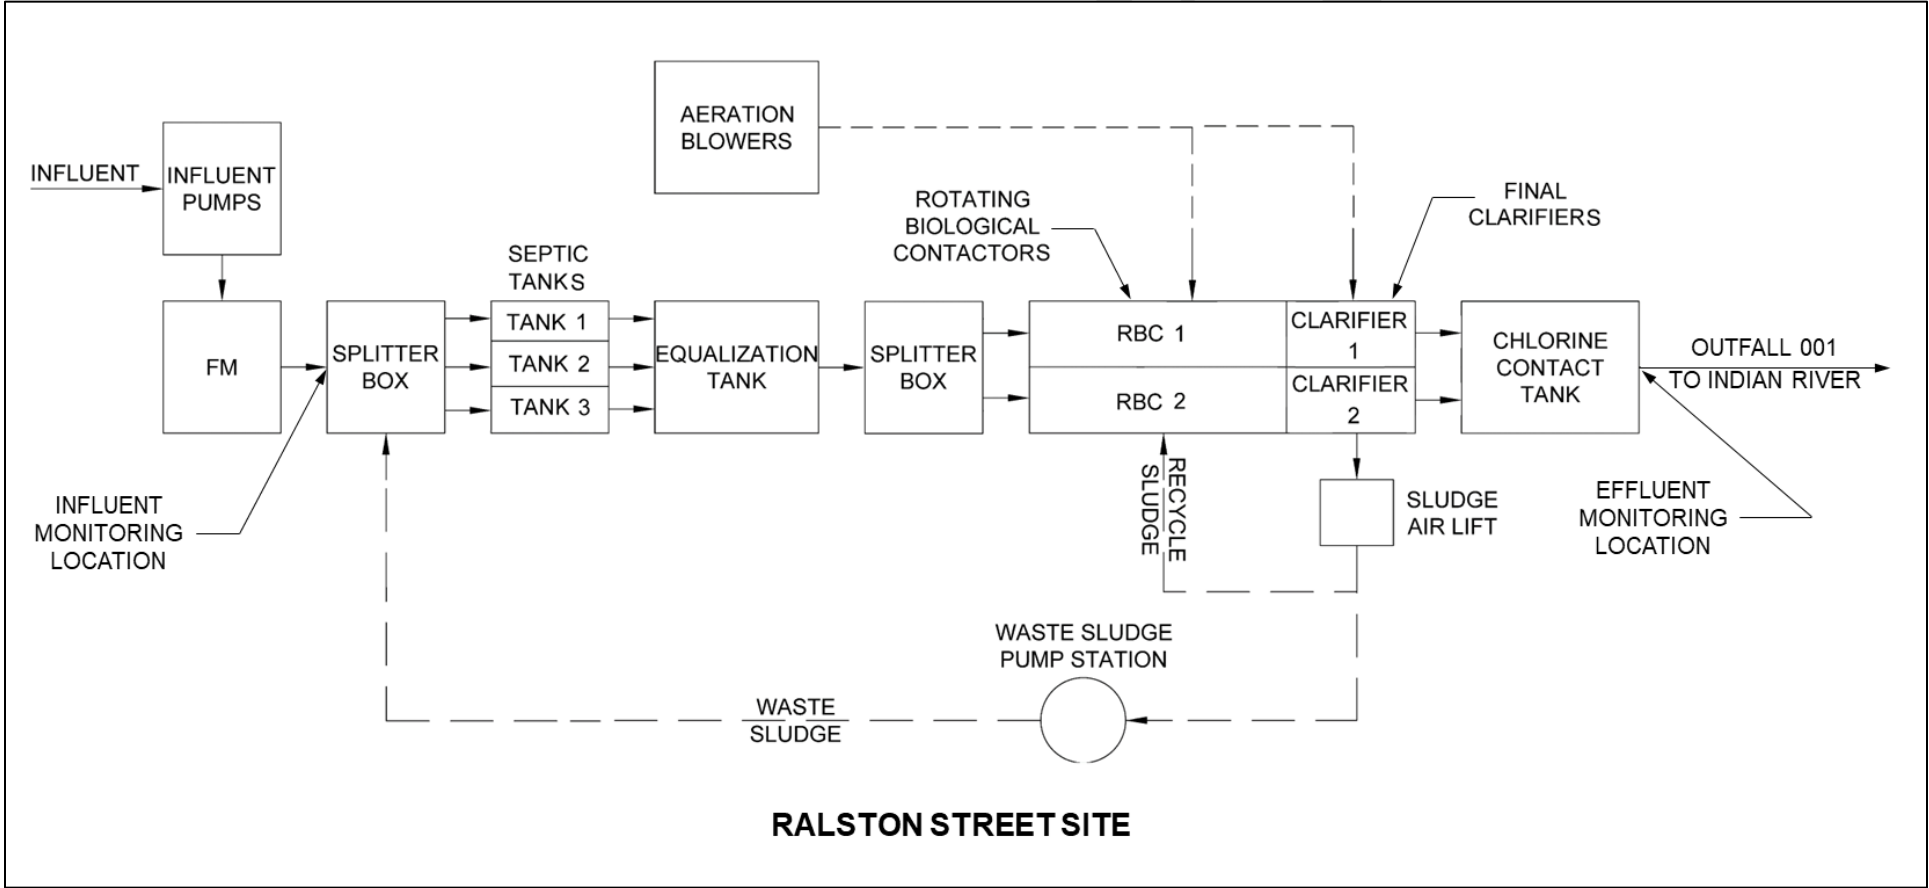 AERATION
BLOWERS
INFLUENT
INFLUENT
PUMPS
FINAL
CLARIFIERS
ROTATING
BIOLOGICAL
CONTACTORS
SEPTIC
TANKS
FM
SPLITTER
BOX
TANK 1
TANK 2
TANK 3
EQUALIZATION
TANK
SPLITTER
BOX
RBC 1
RBC 2
CLARIFIER
1
CLARIFIER
2
CHLORINE
CONTACT
TANK
OUTFALL 001
TO INDIAN RIVER
INFLUENT
MONITORING
LOCATION
RECYCLE
SLUDGE
SLUDGE
AIR LIFT
EFFLUENT
MONITORING
LOCATION
WASTE SLUDGE
PUMP STATION
WASTE
SLUDGE
RALSTON STREET SITE